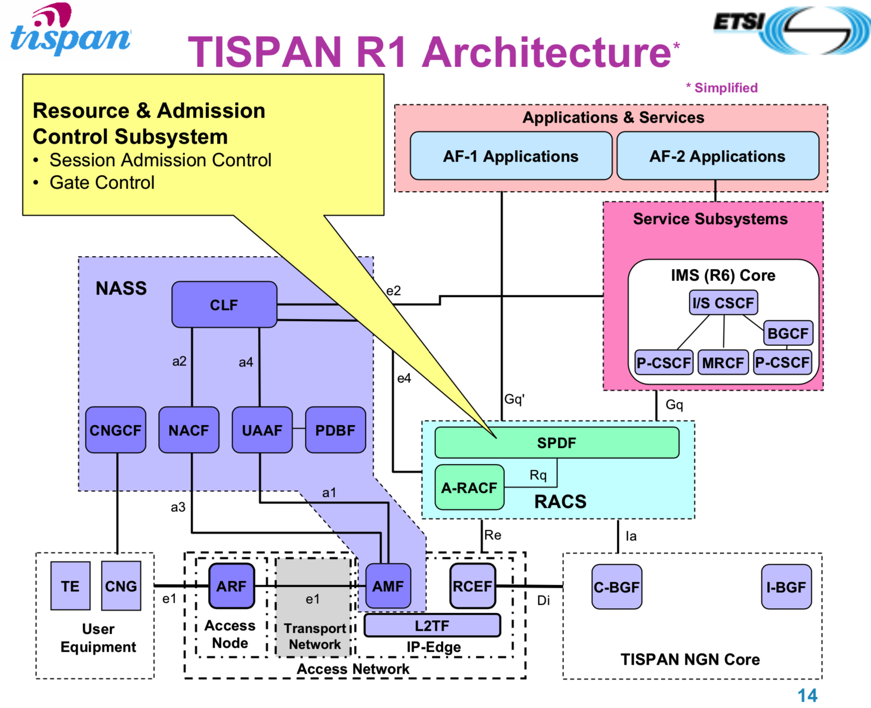 tispan
TISPAN R1 Architecture*
ETSI
* Simplified
Resource & Admission
Control Subsystem
• Session Admission Control
• Gate Control
Applications & Services
AF-1 Applications
AF-2 Applications
Service Subsystems
IMS (R6) Core
I/S CSCF
BGCF
P-CSCF
MRCF
P-CSCF
NASS
CLF
e2
a2
a4
e4
Gq'
Gq
CNGCF
NACF
UAAF
PDBF
SPDF
A-RACF
Rq
RACS
a3
a1
Re
Ia
TE
CNG
User
Equipment
e1
ARF
Access
Node
e1
Transport
Network
AMF
RCEF
L2TF
IP-Edge
Access Network
Di
C-BGF
I-BGF
TISPAN NGN Core
14